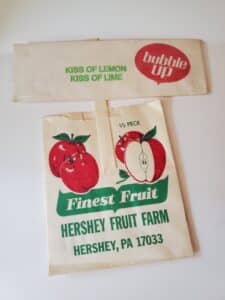 KISS OF LEMON
KISS OF LIME
bubble
up
½ PECK
Finest Fruit
HERSHEY FRUIT FARM
HERSHEY, PA 17033